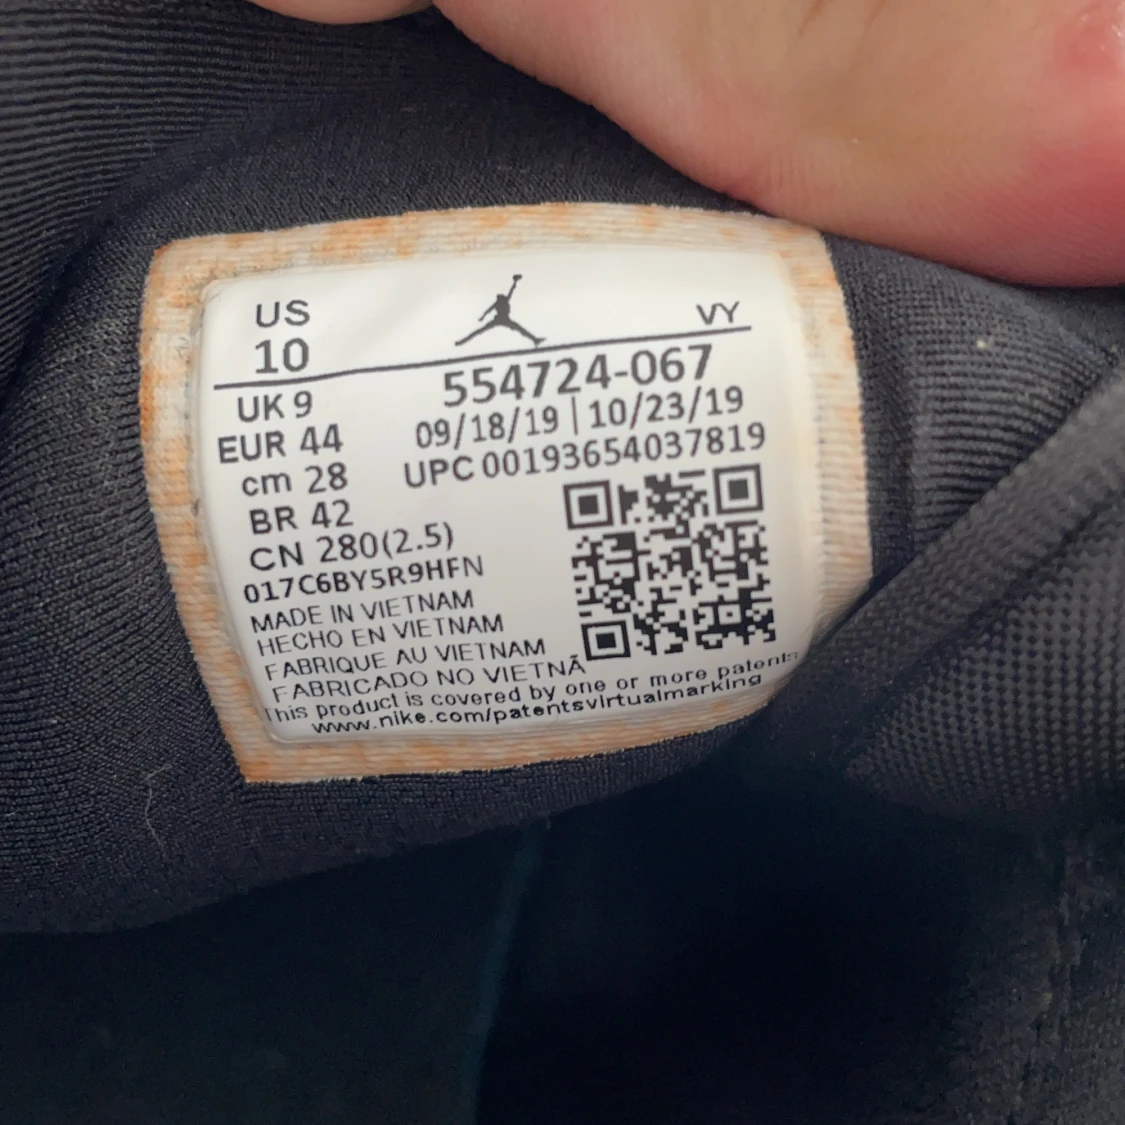 US
10
VY
UK 9
EUR 44
cm 28
BR 42
CN 280(2.5)
554724-067
09/18/19 | 10/23/19
UPC 00193654037819
017C6BY5R9HFN
MADE IN VIETNAM
HECHO EN VIETNAM
FABRIQUE AU VIETNAM
FABRICADO NO VIETNÃ
This product is covered by one or more patents
www.nike.com/patentsvirtualmarking